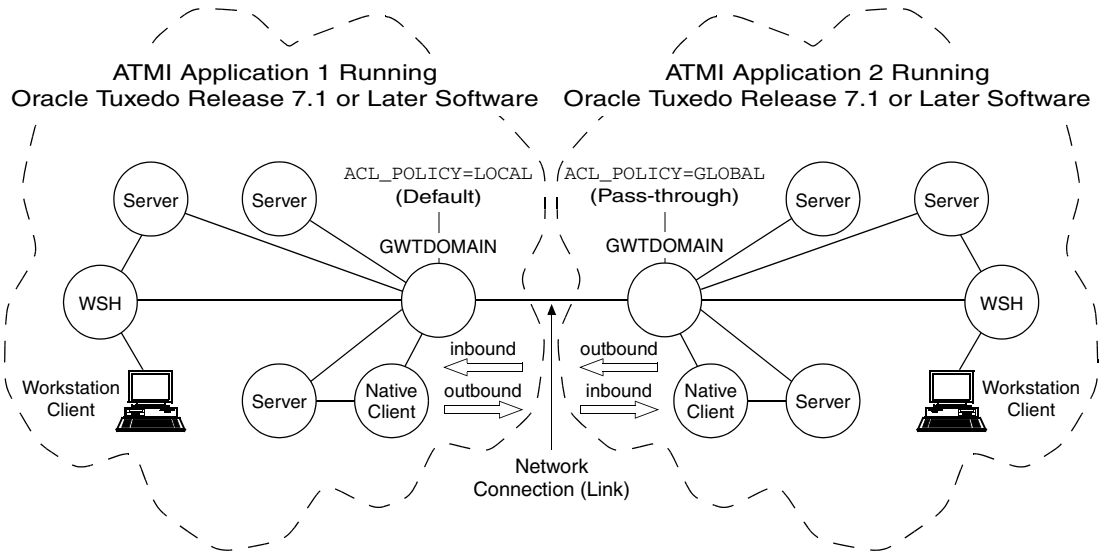 ATMI Application 1 Running
Oracle Tuxedo Release 7.1 or Later Software
ATMI Application 2 Running
Oracle Tuxedo Release 7.1 or Later Software
Server
Server
ACL_POLICY=LOCAL
(Default)
GWTDOMAIN
ACL_POLICY=GLOBAL
(Pass-through)
GWTDOMAIN
Server
Server
WSH
WSH
inbound
outbound
outbound
inbound
Workstation
Client
Server
Native
Client
Native
Client
Server
Workstation
Client
Network
Connection (Link)